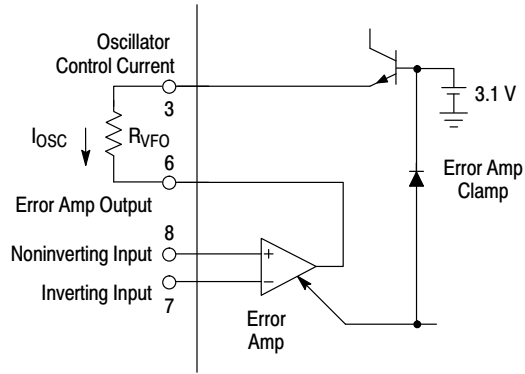 Oscillator
Control Current
3
3.1 V
IOSC
RVFO
6
Error Amp
Clamp
Error Amp Output
8
Noninverting Input
+
Inverting Input
−
7
Error
Amp